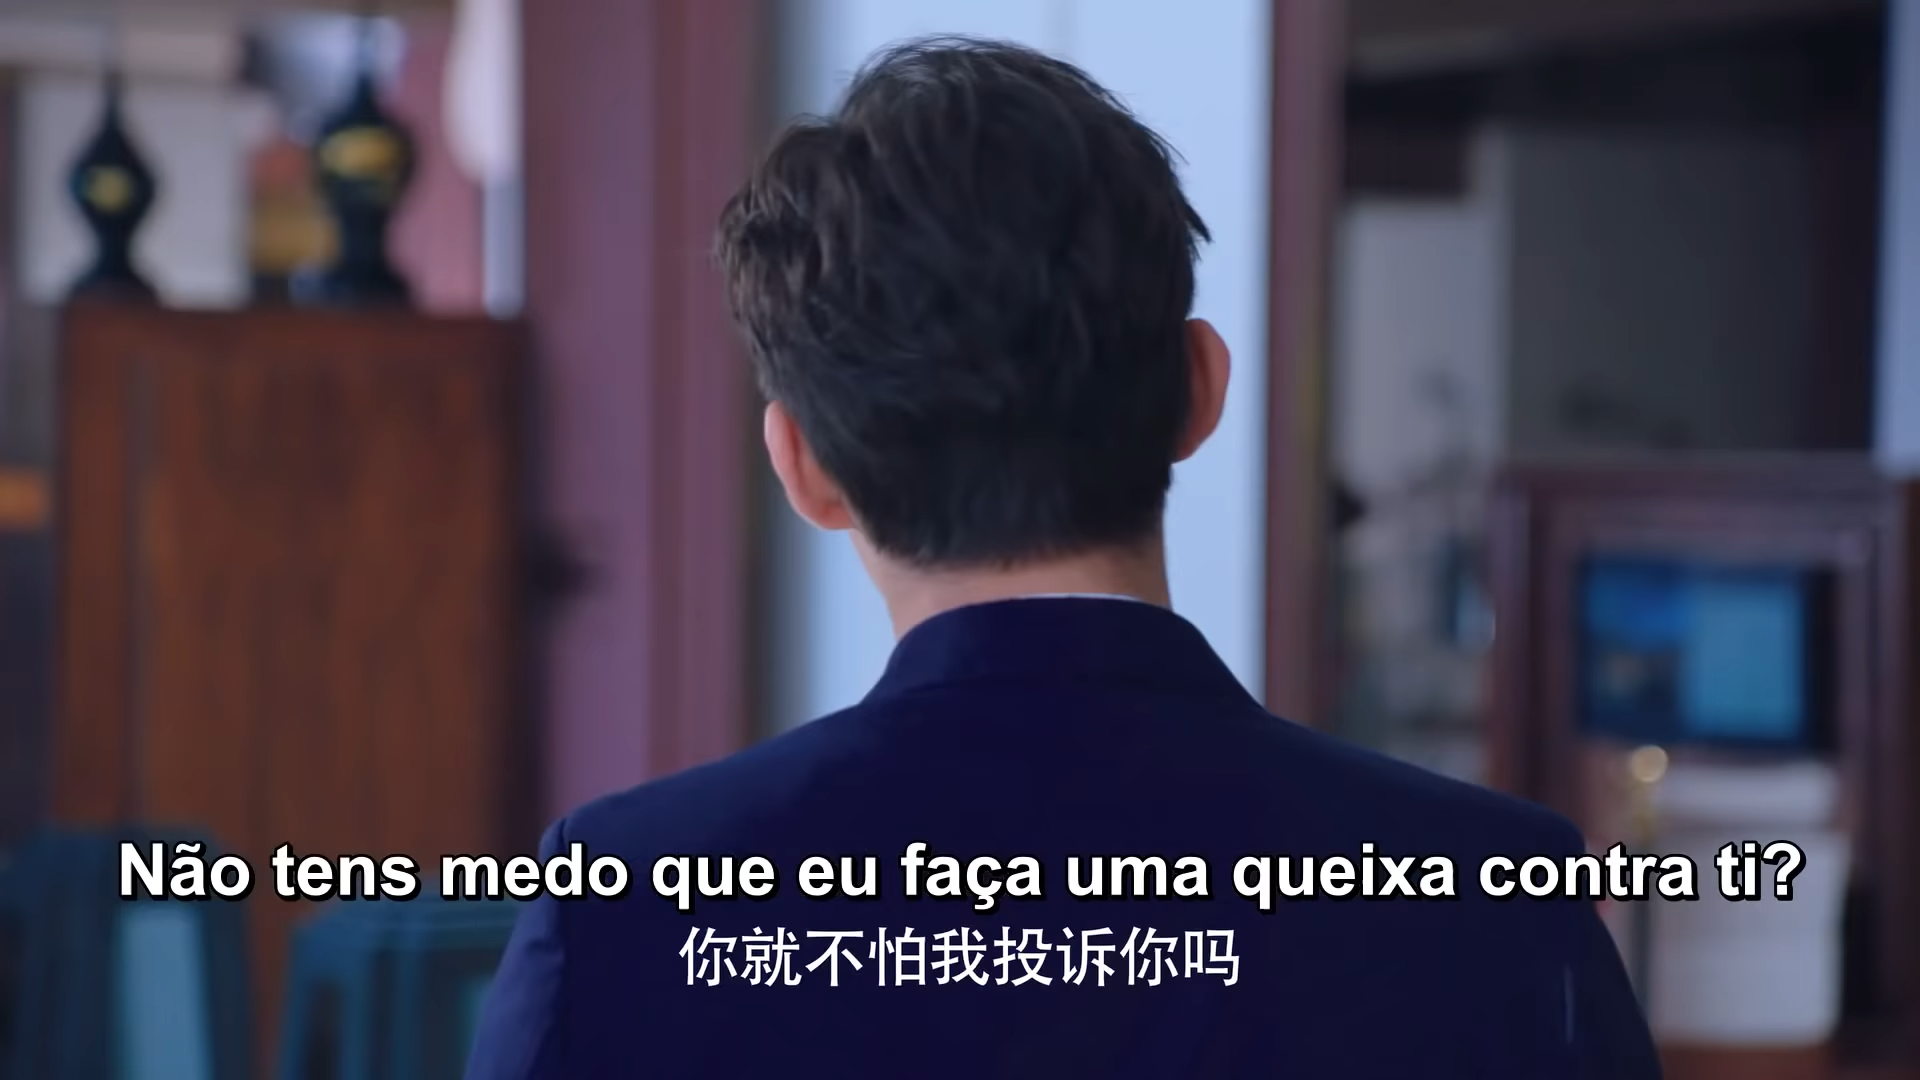 Não tens medo que eu faça uma queixa contra ti?
你就不怕我投诉你吗